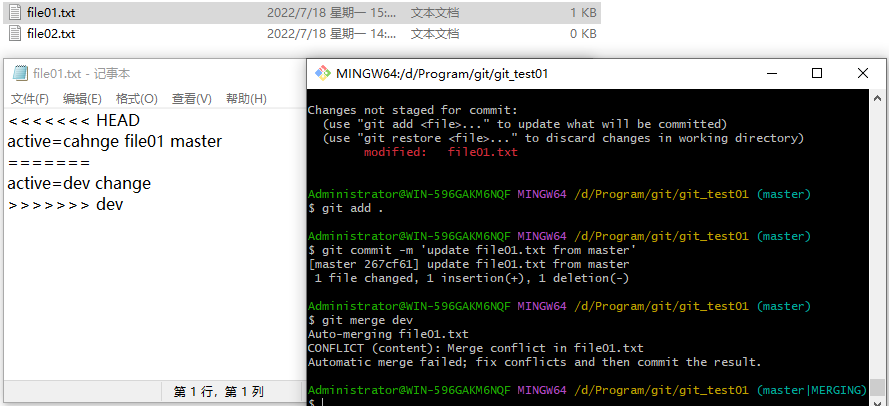 file01.txt 2022/7/18 星期一 15:... 文本文档 1 KB
file02.txt 2022/7/18 星期一 14:... 文本文档 0 KB
file01.txt - 记事本
文件(F) 编辑(E) 格式(O) 查看(V) 帮助(H)
<<<<<<< HEAD
active=cahnge file01 master
=======
active=dev change
>>>>>>> dev
第 1 行，第 1 列
MINGW64:/d/Program/git/git_test01
Changes not staged for commit:
(use "git add <file>..." to update what will be committed)
(use "git restore <file>..." to discard changes in working directory)
modified: file01.txt
Administrator@WIN-596GAKM6NQF MINGW64 /d/Program/git/git_test01 (master)
$ git add .
Administrator@WIN-596GAKM6NQF MINGW64 /d/Program/git/git_test01 (master)
$ git commit -m 'update file01.txt from master'
[master 267cf61] update file01.txt from master
1 file changed, 1 insertion(+), 1 deletion(-)
Administrator@WIN-596GAKM6NQF MINGW64 /d/Program/git/git_test01 (master)
$ git merge dev
Auto-merging file01.txt
CONFLICT (content): Merge conflict in file01.txt
Automatic merge failed; fix conflicts and then commit the result.
Administrator@WIN-596GAKM6NQF MINGW64 /d/Program/git/git_test01 (master|MERGING)
$